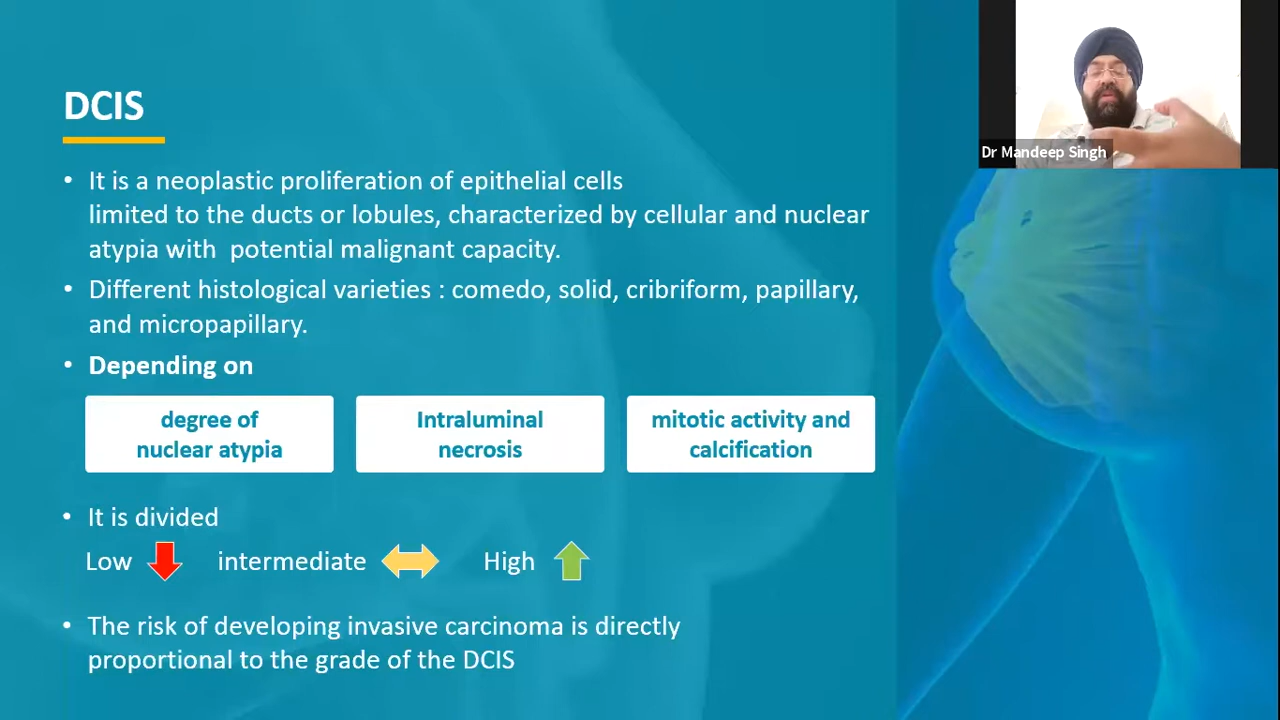 DCIS
Dr Mandeep Singh
• It is a neoplastic proliferation of epithelial cells
limited to the ducts or lobules, characterized by cellular and nuclear
atypia with  potential malignant capacity.
• Different histological varieties : comedo, solid, cribriform, papillary,
and micropapillary.
• Depending on
degree of
nuclear atypia
Intraluminal
necrosis
mitotic activity and
calcification
• It is divided
Low intermediate High
• The risk of developing invasive carcinoma is directly
proportional to the grade of the DCIS